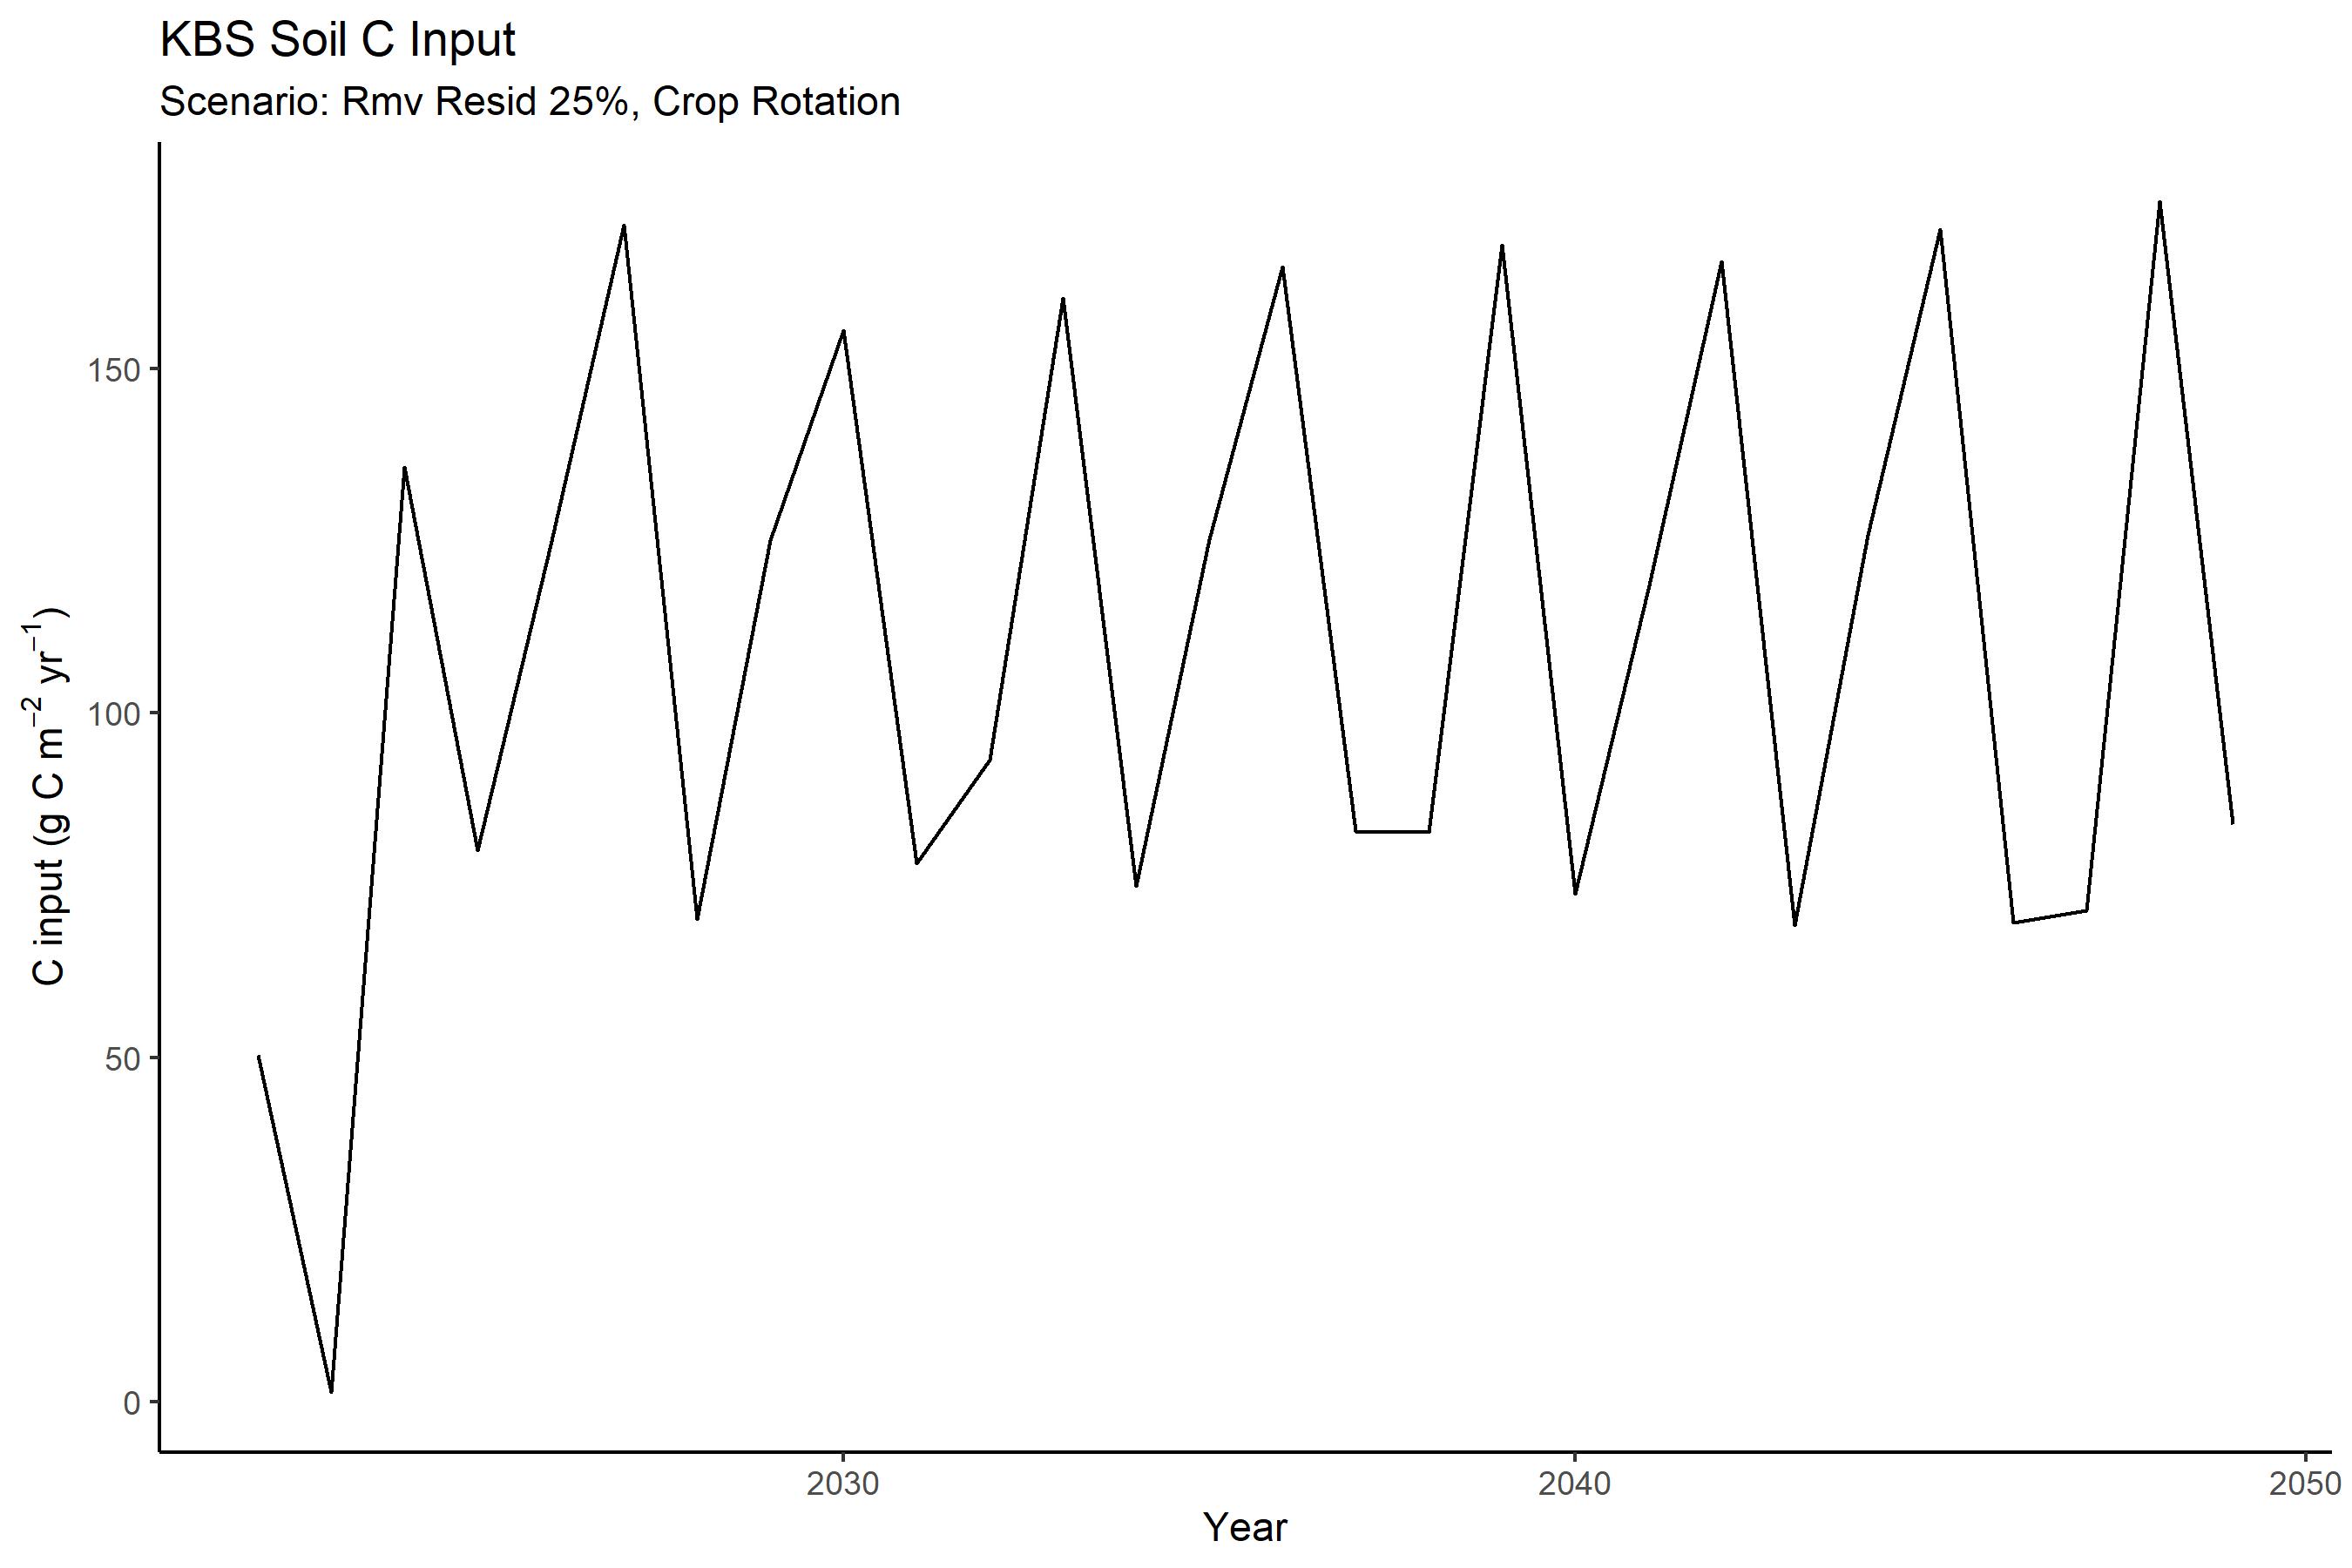 KBS Soil C Input
Scenario: Rmv Resid 25%, Crop Rotation
C input (g C m⁻² yr⁻¹)
150
100
50
0
2030
2040
2050
Year